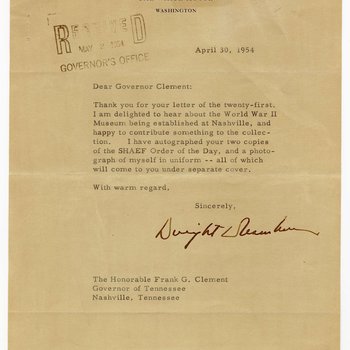 WASHINGTON
RECEIVED
MAY 2 1954
GOVERNOR'S OFFICE
April 30, 1954
Dear Governor Clement:
Thank you for your letter of the twenty-first.
I am delighted to hear about the World War II
Museum being established at Nashville, and
happy to contribute something to the collec-
tion. I have autographed your two copies
of the SHAEF Order of the Day, and a photo-
graph of myself in uniform -- all of which
will come to you under separate cover.
With warm regard,
Sincerely,
Dwight Eisenhower
The Honorable Frank G. Clement
Governor of Tennessee
Nashville, Tennessee